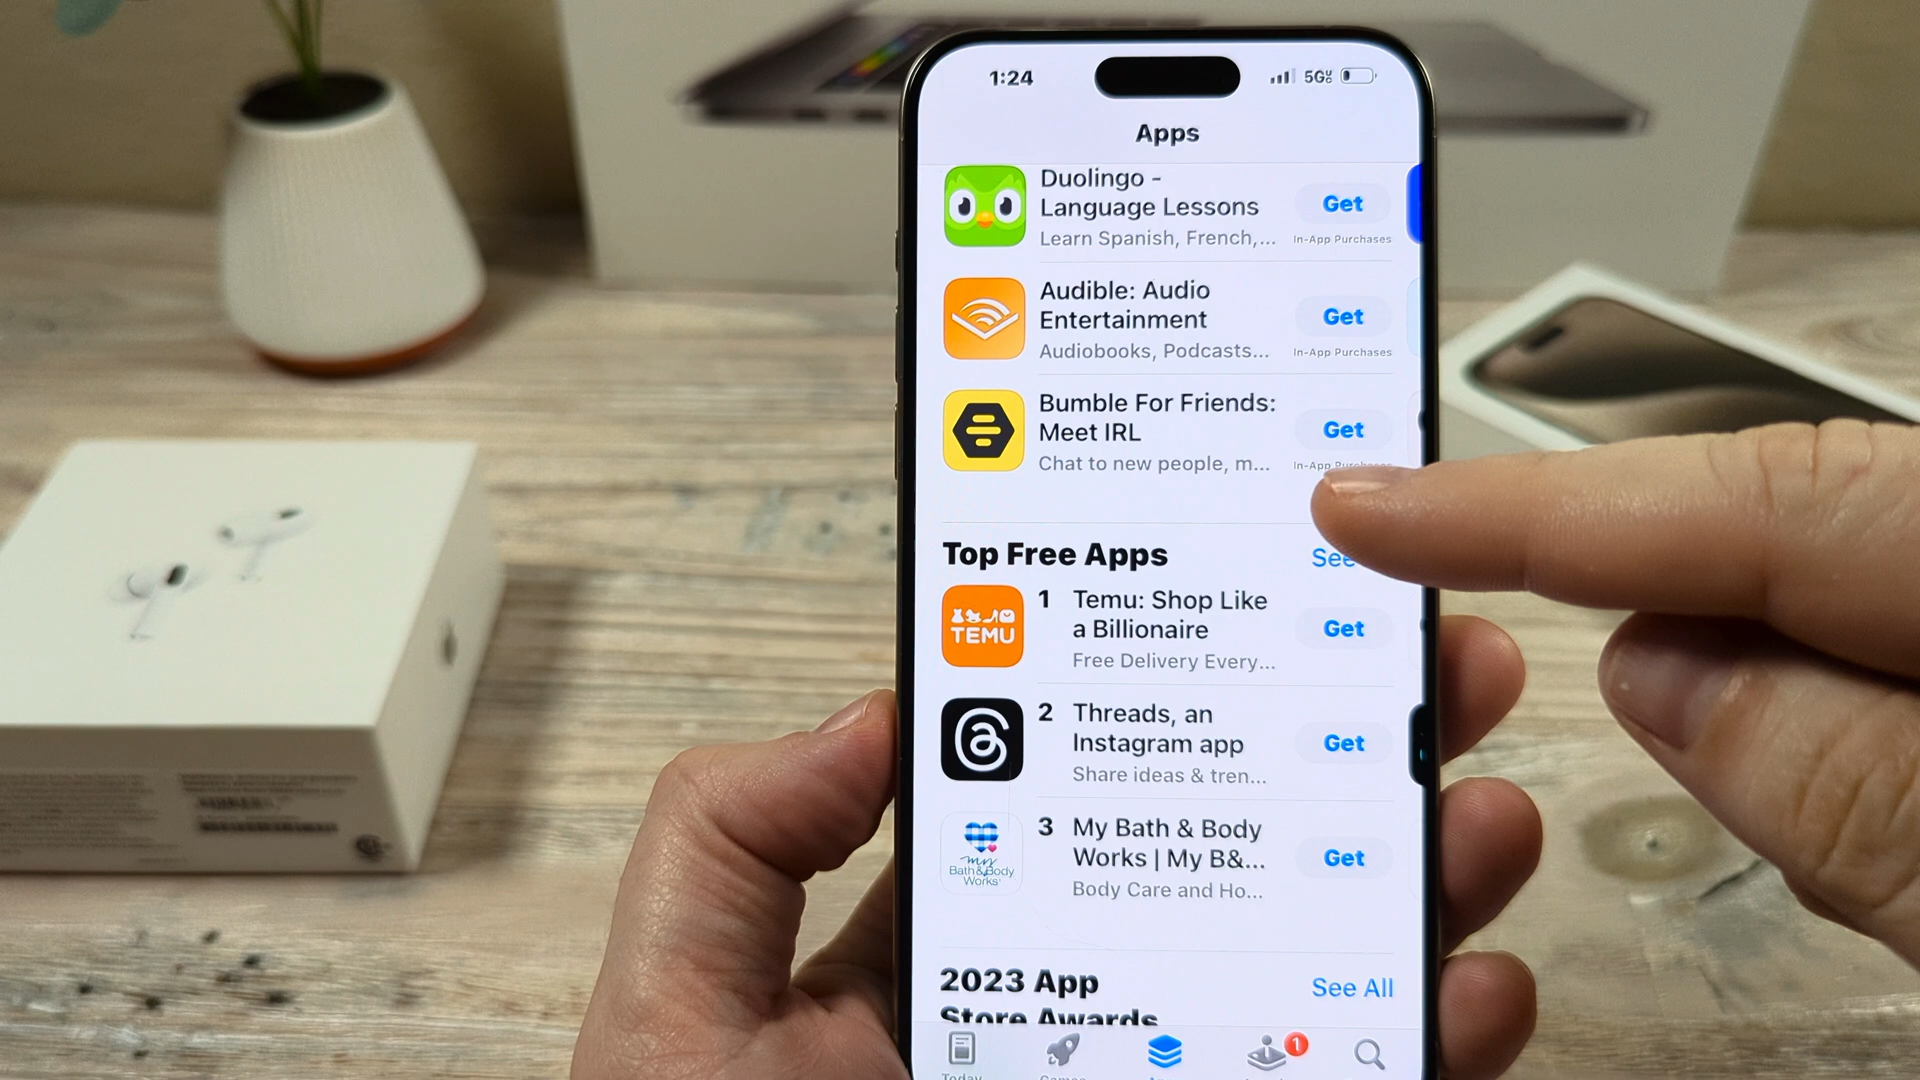 1:24
5G
Apps
Duolingo -
Language Lessons
Learn Spanish, French,...
Get
In-App Purchases
Audible: Audio
Entertainment
Audiobooks, Podcasts...
Get
In-App Purchases
Bumble For Friends:
Meet IRL
Chat to new people, m...
Get
In-App Purchases
Top Free Apps
See
TEMU
1
Temu: Shop Like
a Billionaire
Free Delivery Every...
Get
2
Threads, an
Instagram app
Share ideas & tren...
Get
my
Bath & Body
Works
3
My Bath & Body
Works | My B&...
Body Care and Ho...
Get
2023 App
Store Awards
See All
1
Today